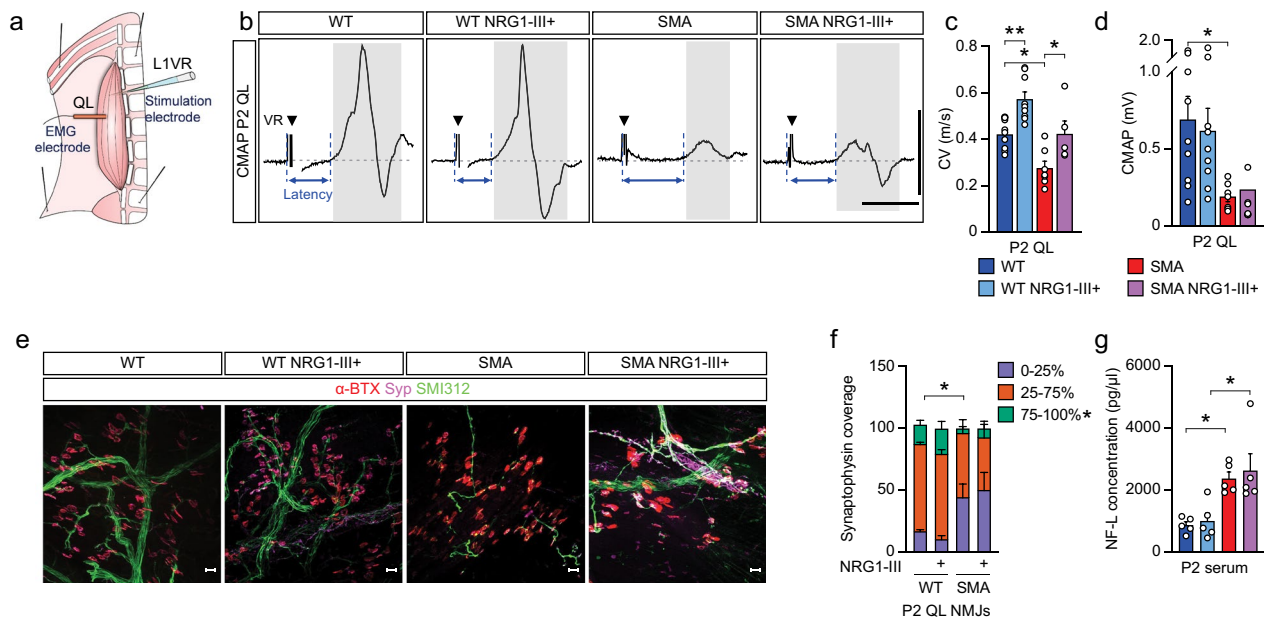 a
L1VR
QL
Stimulation
electrode
EMG
electrode
b
WT
WT NRG1-III+
SMA
SMA NRG1-III+
CMAP P2 QL
VR
Latency
c
**
*
*
CV (m/s)
0.8
0.6
0.4
0.2
0
P2 QL
d
*
CMAP (mV)
2.0
1.0
0.5
0
P2 QL
WT
WT NRG1-III+
SMA
SMA NRG1-III+
e
WT
WT NRG1-III+
SMA
SMA NRG1-III+
α-BTX Syp SMI312
f
Synaptophysin coverage
150
100
50
0
*
0-25%
25-75%
75-100%*
NRG1-III + +
WT SMA
P2 QL NMJs
g
NF-L concentration (pg/µl)
6000
4000
2000
0
*
*
P2 serum